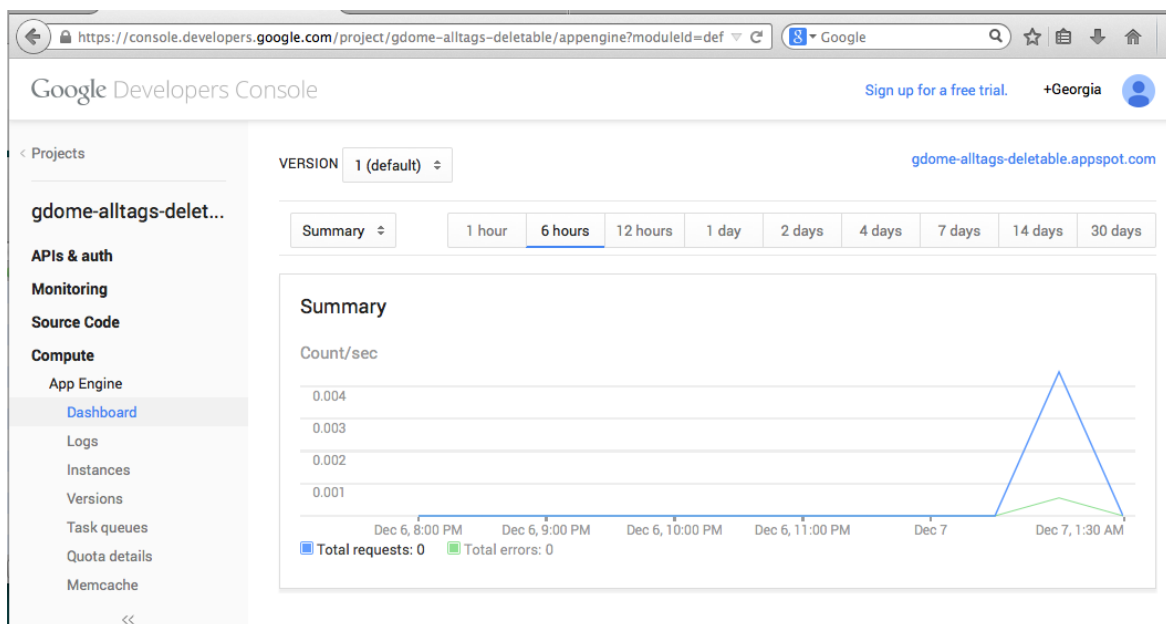 https://console.developers.google.com/project/gdome-alltags-deletable/appengine?moduleId=def
Google
Google Developers Console
Sign up for a free trial.
+Georgia
< Projects
VERSION 1 (default)
gdome-alltags-deletable.appspot.com
gdome-alltags-delet...
Summary
1 hour
6 hours
12 hours
1 day
2 days
4 days
7 days
14 days
30 days
APIs & auth
Monitoring
Source Code
Compute
App Engine
Dashboard
Logs
Instances
Versions
Task queues
Quota details
Memcache
<<
Summary
Count/sec
0.004
0.003
0.002
0.001
Dec 6, 8:00 PM
Dec 6, 9:00 PM
Dec 6, 10:00 PM
Dec 6, 11:00 PM
Dec 7
Dec 7, 1:30 AM
Total requests: 0
Total errors: 0